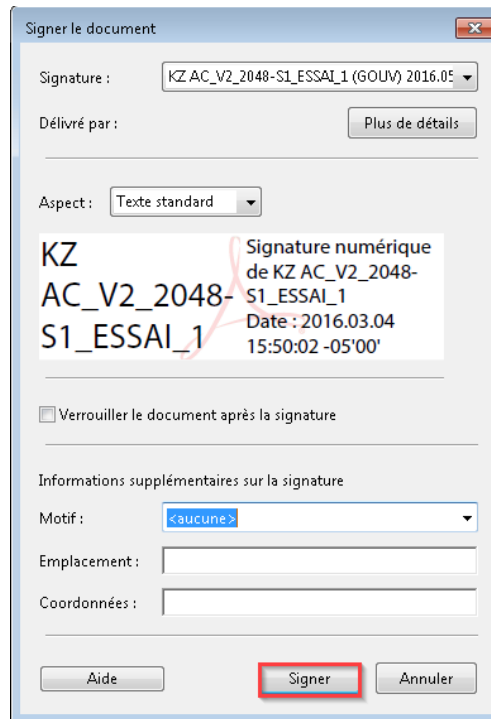 Signer le document
Signature :
KZ AC_V2_2048-S1_ESSAI_1 (GOUV) 2016.05
Délivré par :
Plus de détails
Aspect :
Texte standard
KZ
AC_V2_2048-
S1_ESSAI_1
Signature numérique
de KZ AC_V2_2048-
S1_ESSAI_1
Date : 2016.03.04
15:50:02 -05'00'
Verrouiller le document après la signature
Informations supplémentaires sur la signature
Motif :
<aucune>
Emplacement :
Coordonnées :
Aide
Signer
Annuler